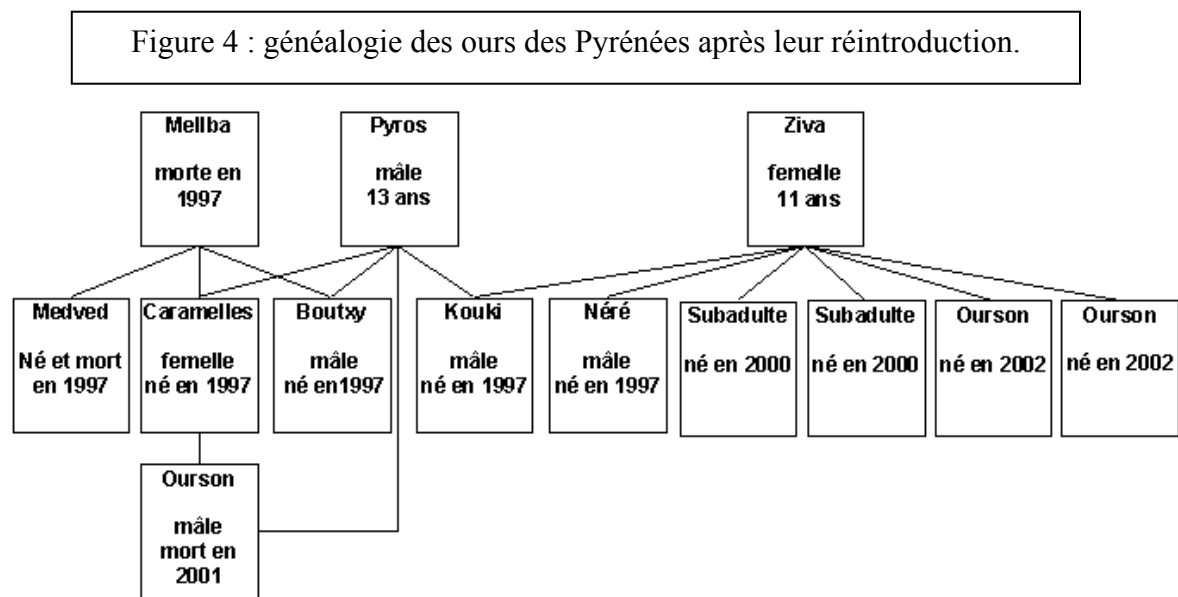 Figure 4 : généalogie des ours des Pyrénées après leur réintroduction.
Mellba
morte en
1997
Pyros
mâle
13 ans
Ziva
femelle
11 ans
Medved
Né et mort
en 1997
Caramelles
femelle
né en 1997
Boutxy
mâle
né en1997
Kouki
mâle
né en 1997
Néré
mâle
né en 1997
Subadulte
né en 2000
Subadulte
né en 2000
Ourson
né en 2002
Ourson
né en 2002
Ourson
mâle
mort en
2001